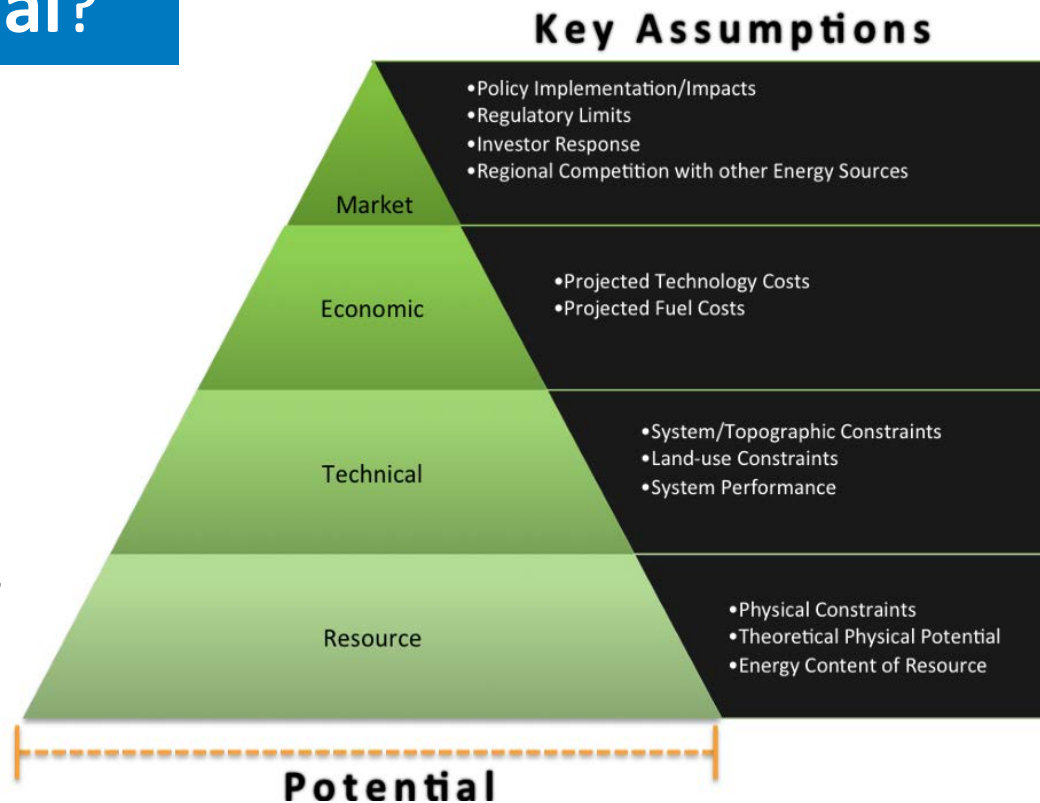 al?
Key Assumptions
•Policy Implementation/Impacts
•Regulatory Limits
•Investor Response
•Regional Competition with other Energy Sources
Market
•Projected Technology Costs
•Projected Fuel Costs
Economic
•System/Topographic Constraints
•Land-use Constraints
•System Performance
Technical
•Physical Constraints
•Theoretical Physical Potential
•Energy Content of Resource
Resource
Potential